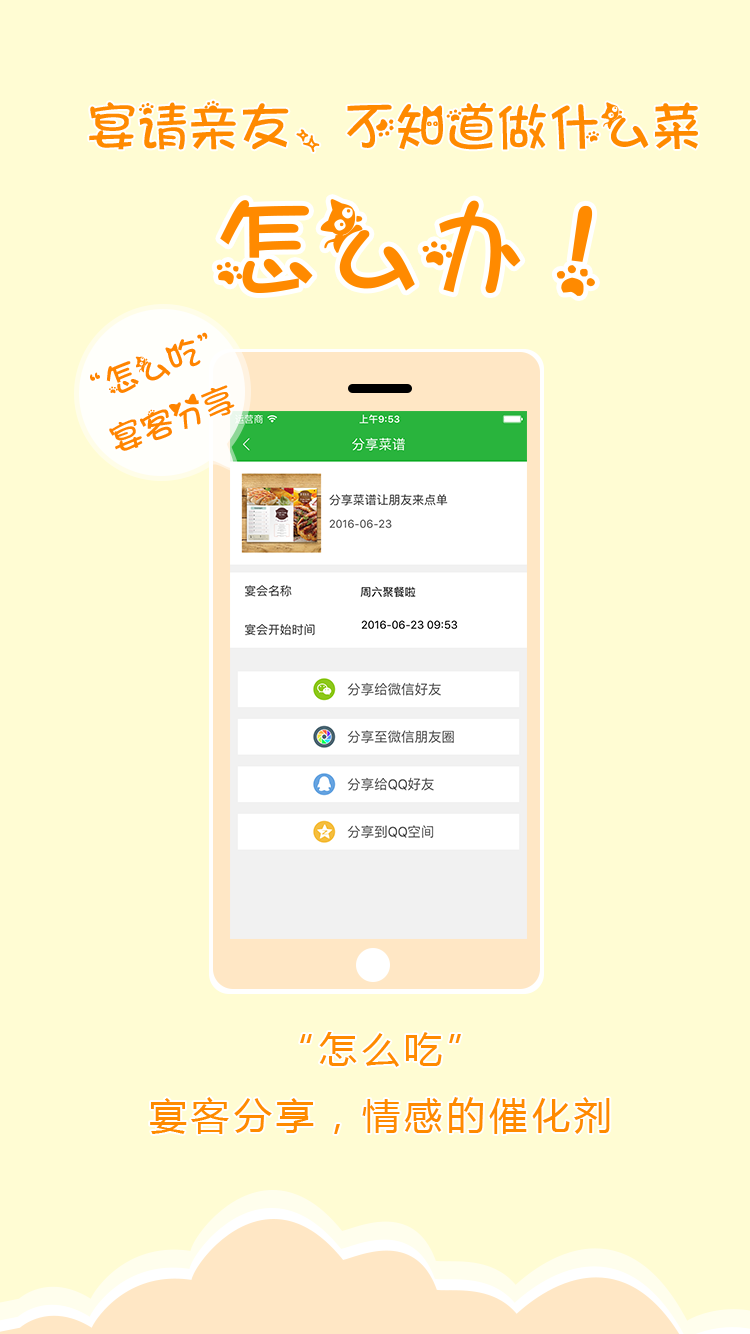 宴请亲友、不知道做什么菜
怎么办！
“怎么吃”
宴客分享
运营商 上午9:53
分享菜谱
分享菜谱让朋友来点单
2016-06-23
宴会名称 周六聚餐啦
宴会开始时间 2016-06-23 09:53
分享给微信好友
分享至微信朋友圈
分享给QQ好友
分享到QQ空间
“怎么吃”
宴客分享，情感的催化剂